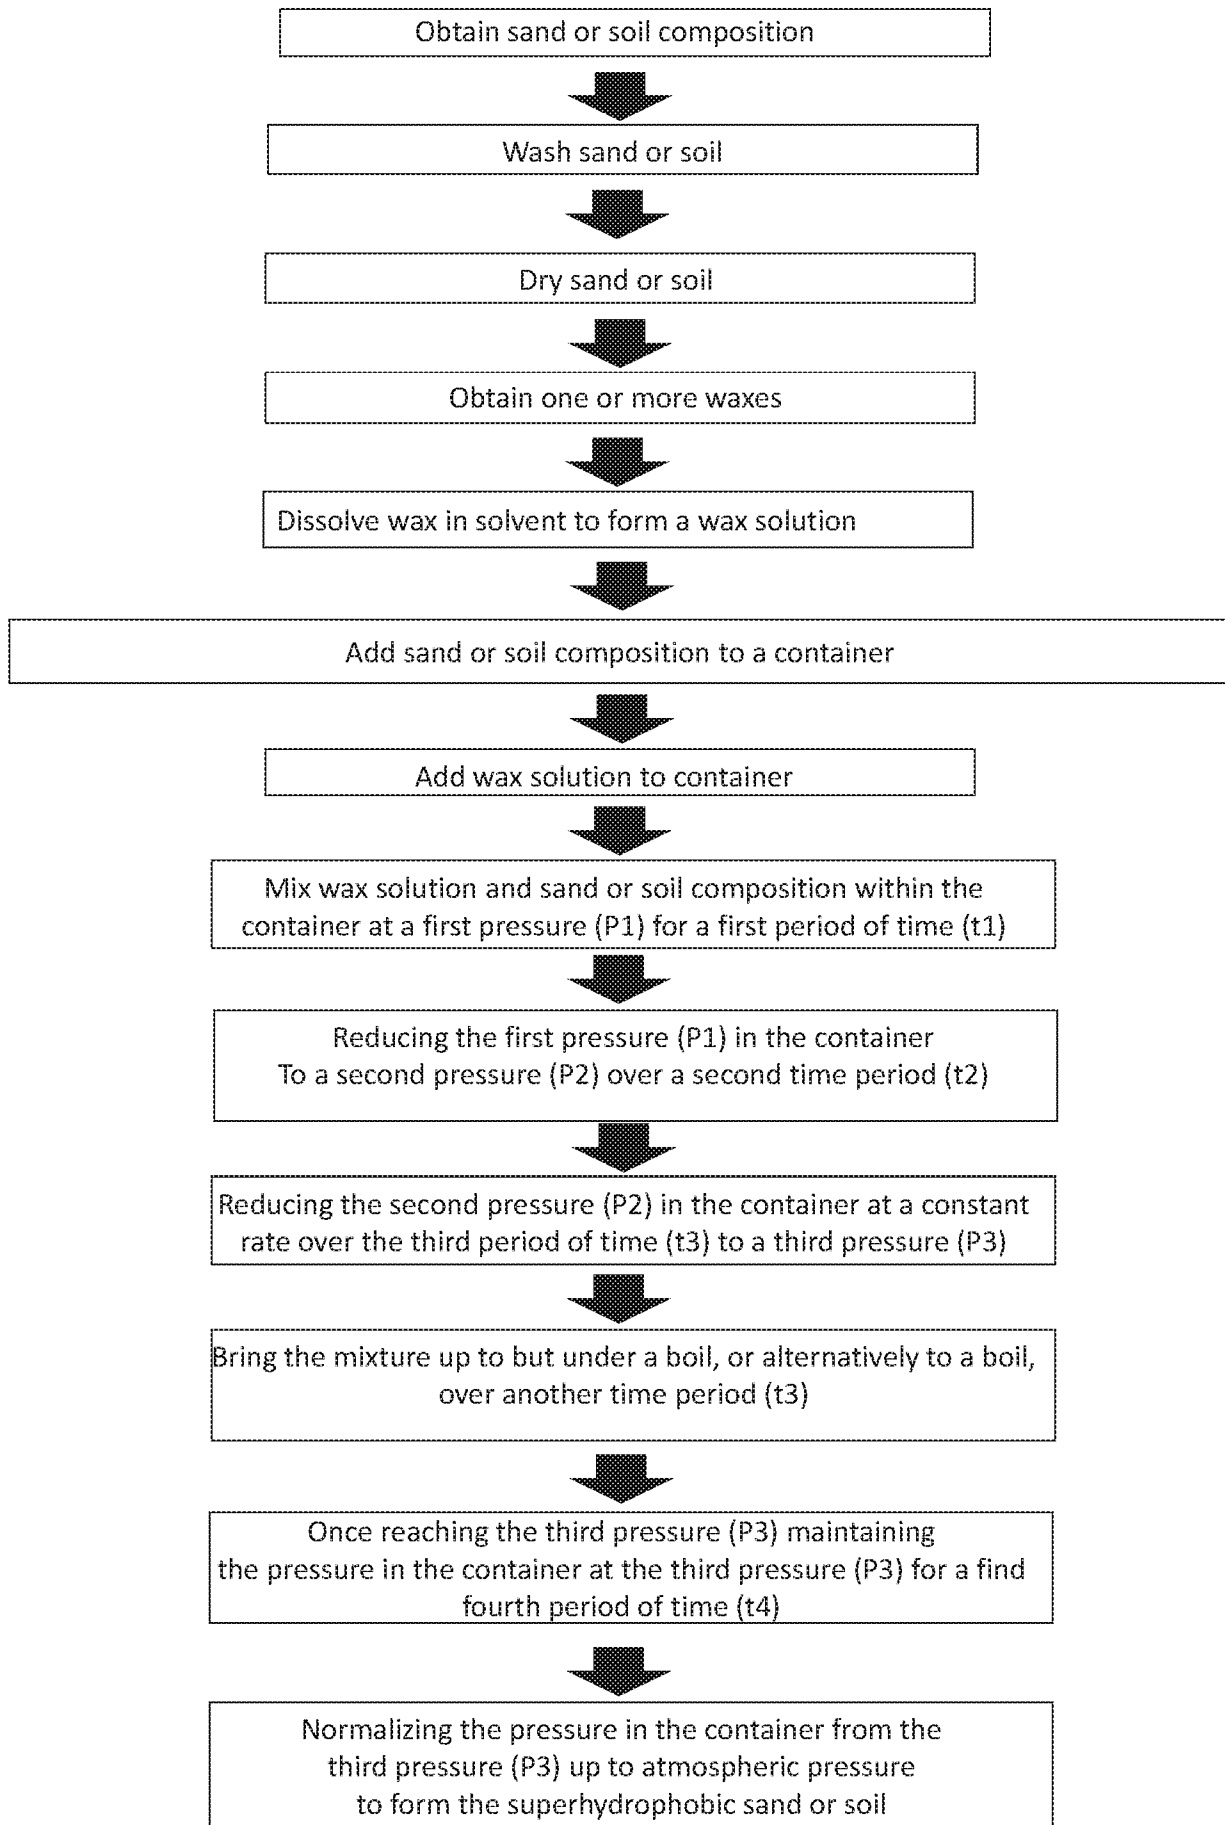 Obtain sand or soil composition
Wash sand or soil
Dry sand or soil
Obtain one or more waxes
Dissolve wax in solvent to form a wax solution
Add sand or soil composition to a container
Add wax solution to container
Mix wax solution and sand or soil composition within the
container at a first pressure (P1) for a first period of time (t1)
Reducing the first pressure (P1) in the container
To a second pressure (P2) over a second time period (t2)
Reducing the second pressure (P2) in the container at a constant
rate over the third period of time (t3) to a third pressure (P3)
Bring the mixture up to but under a boil, or alternatively to a boil,
over another time period (t3)
Once reaching the third pressure (P3) maintaining
the pressure in the container at the third pressure (P3) for a find
fourth period of time (t4)
Normalizing the pressure in the container from the
third pressure (P3) up to atmospheric pressure
to form the superhydrophobic sand or soil